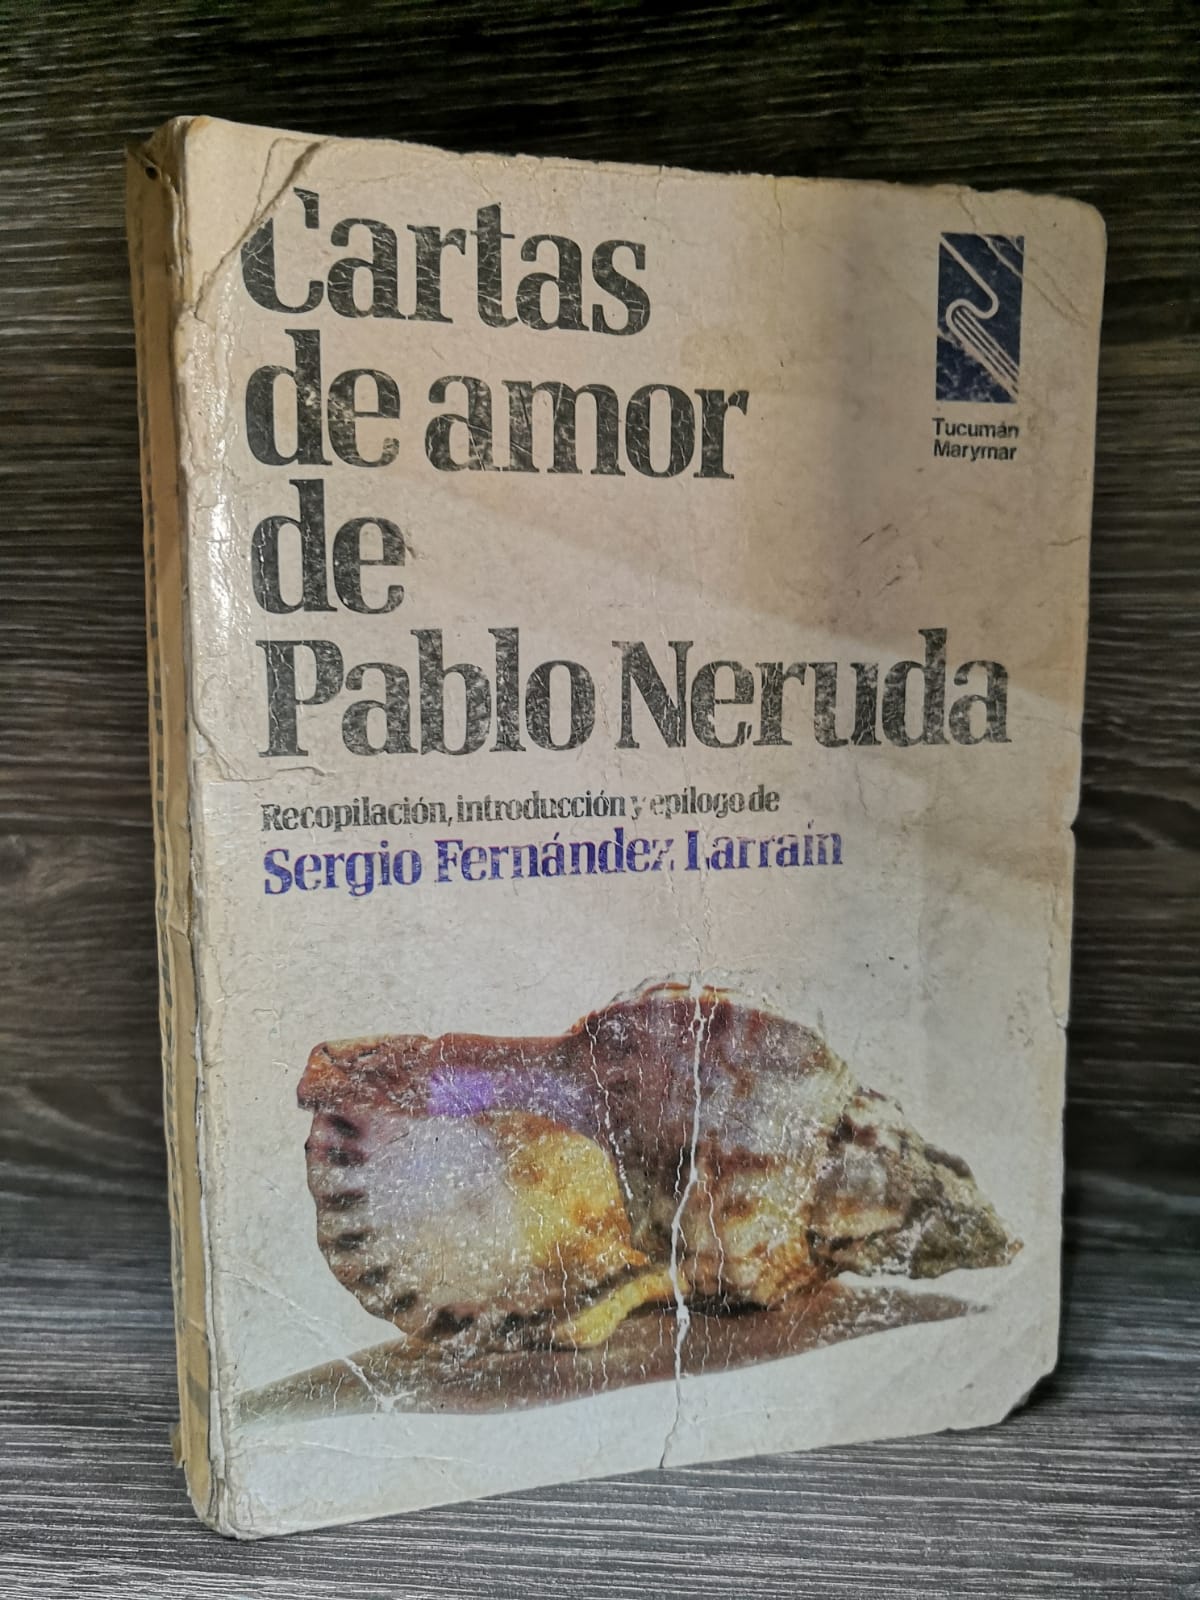 Cartas
de amor
de
Pablo Neruda
Tucumán
Marymar
Recopilación, introducción y epílogo de
Sergio Fernández Larraín